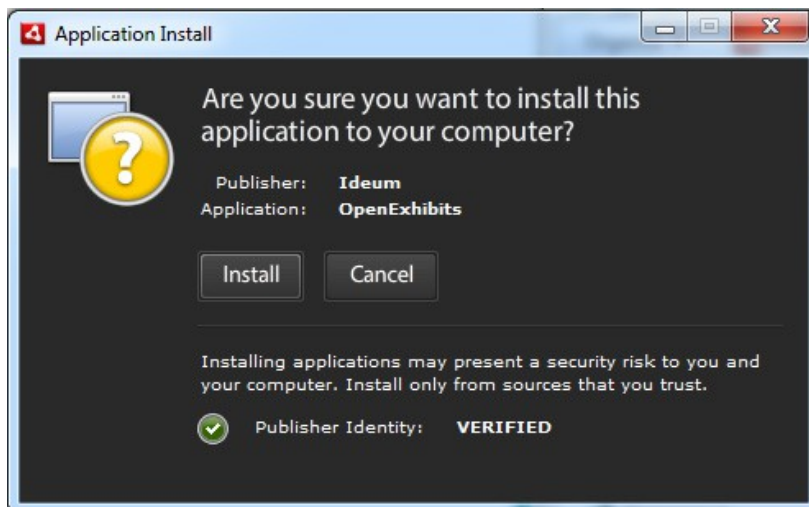 Application Install
Are you sure you want to install this
application to your computer?
Publisher: Ideum
Application: OpenExhibits
Install Cancel
Installing applications may present a security risk to you and
your computer. Install only from sources that you trust.
Publisher Identity: VERIFIED